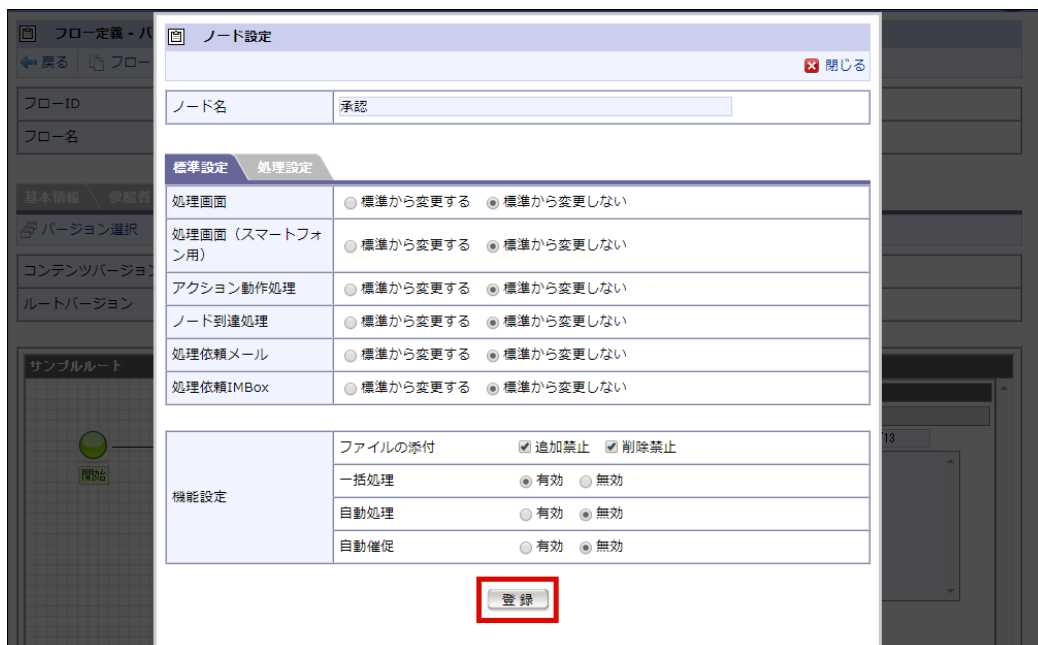 フロー定義 - バ
戻る フロー
フローID
フロー名
基本情報 参照者
バージョン選択
コンテンツバージョン
ルートバージョン
サンプルルート
開始
/13
ノード設定
閉じる
ノード名 承認
標準設定 処理設定
処理画面 標準から変更する 標準から変更しない
処理画面（スマートフォ
ン用） 標準から変更する 標準から変更しない
アクション動作処理 標準から変更する 標準から変更しない
ノード到達処理 標準から変更する 標準から変更しない
処理依頼メール 標準から変更する 標準から変更しない
処理依頼IMBox 標準から変更する 標準から変更しない
機能設定
ファイルの添付 追加禁止 削除禁止
一括処理 有効 無効
自動処理 有効 無効
自動催促 有効 無効
登録